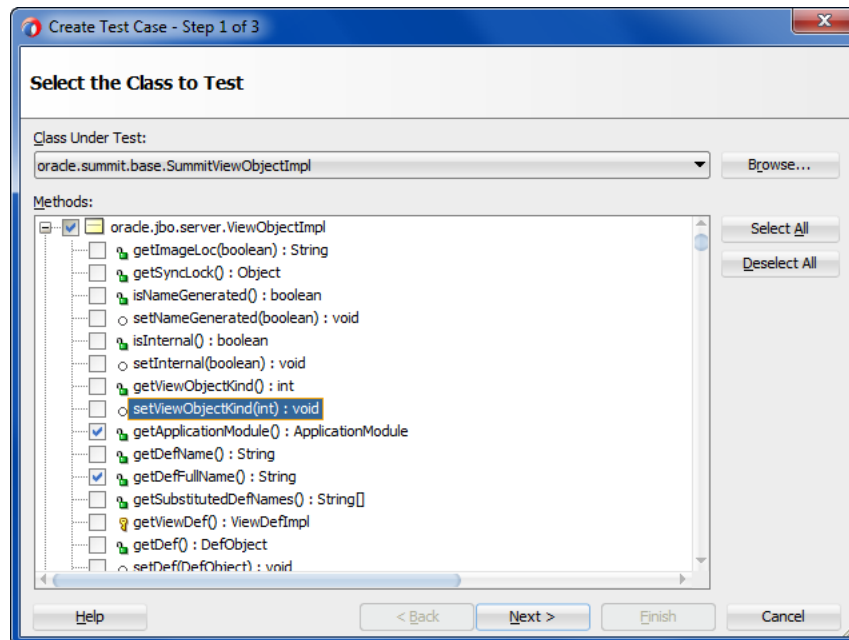 Create Test Case - Step 1 of 3
Select the Class to Test
Class Under Test:
oracle.summit.base.SummitViewObjectImpl
Browse...
Methods:
oracle.jbo.server.ViewObjectImpl
Select All
getImageLoc(boolean) : String
getSyncLock() : Object
Deselect All
isNameGenerated() : boolean
setNameGenerated(boolean) : void
isInternal() : boolean
setInternal(boolean) : void
getViewObjectKind() : int
setViewObjectKind(int) : void
getApplicationModule() : ApplicationModule
getDefName() : String
getDefFullName() : String
getSubstitutedDefNames() : String[]
getViewDef() : ViewDefImpl
getDef() : DefObject
setDef(DefObject) : void
Help
< Back
Next >
Finish
Cancel